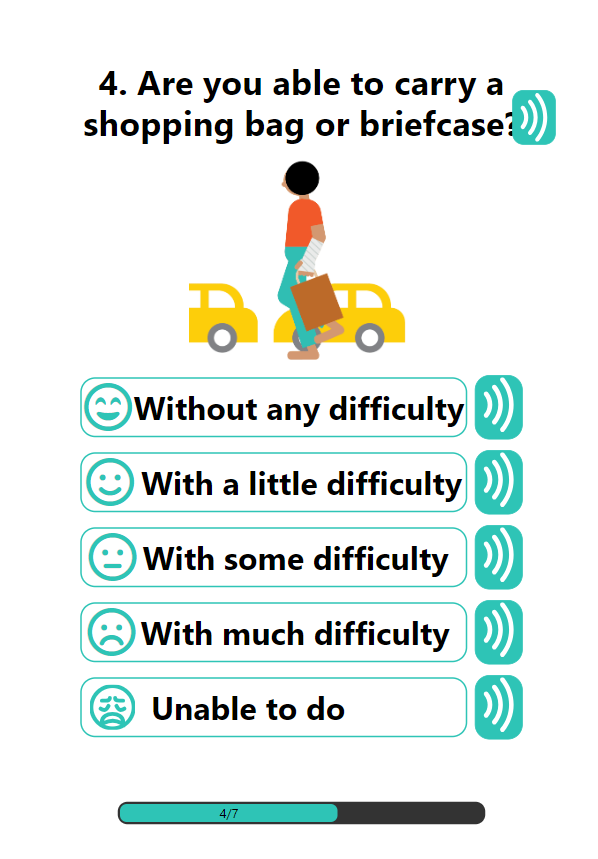 4. Are you able to carry a
shopping bag or briefcase?
Without any difficulty
With a little difficulty
With some difficulty
With much difficulty
Unable to do
4/7